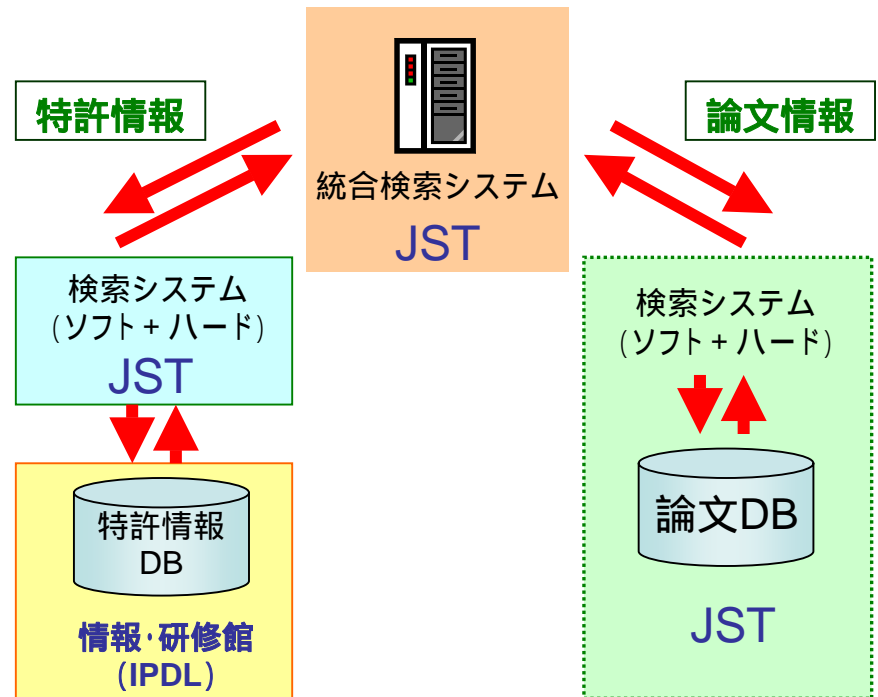 特許情報
論文情報
統合検索システム
JST
検索システム
(ソフト + ハード)
JST
特許情報
DB
情報・研修館
(IPDL)
検索システム
(ソフト + ハード)
論文DB
JST